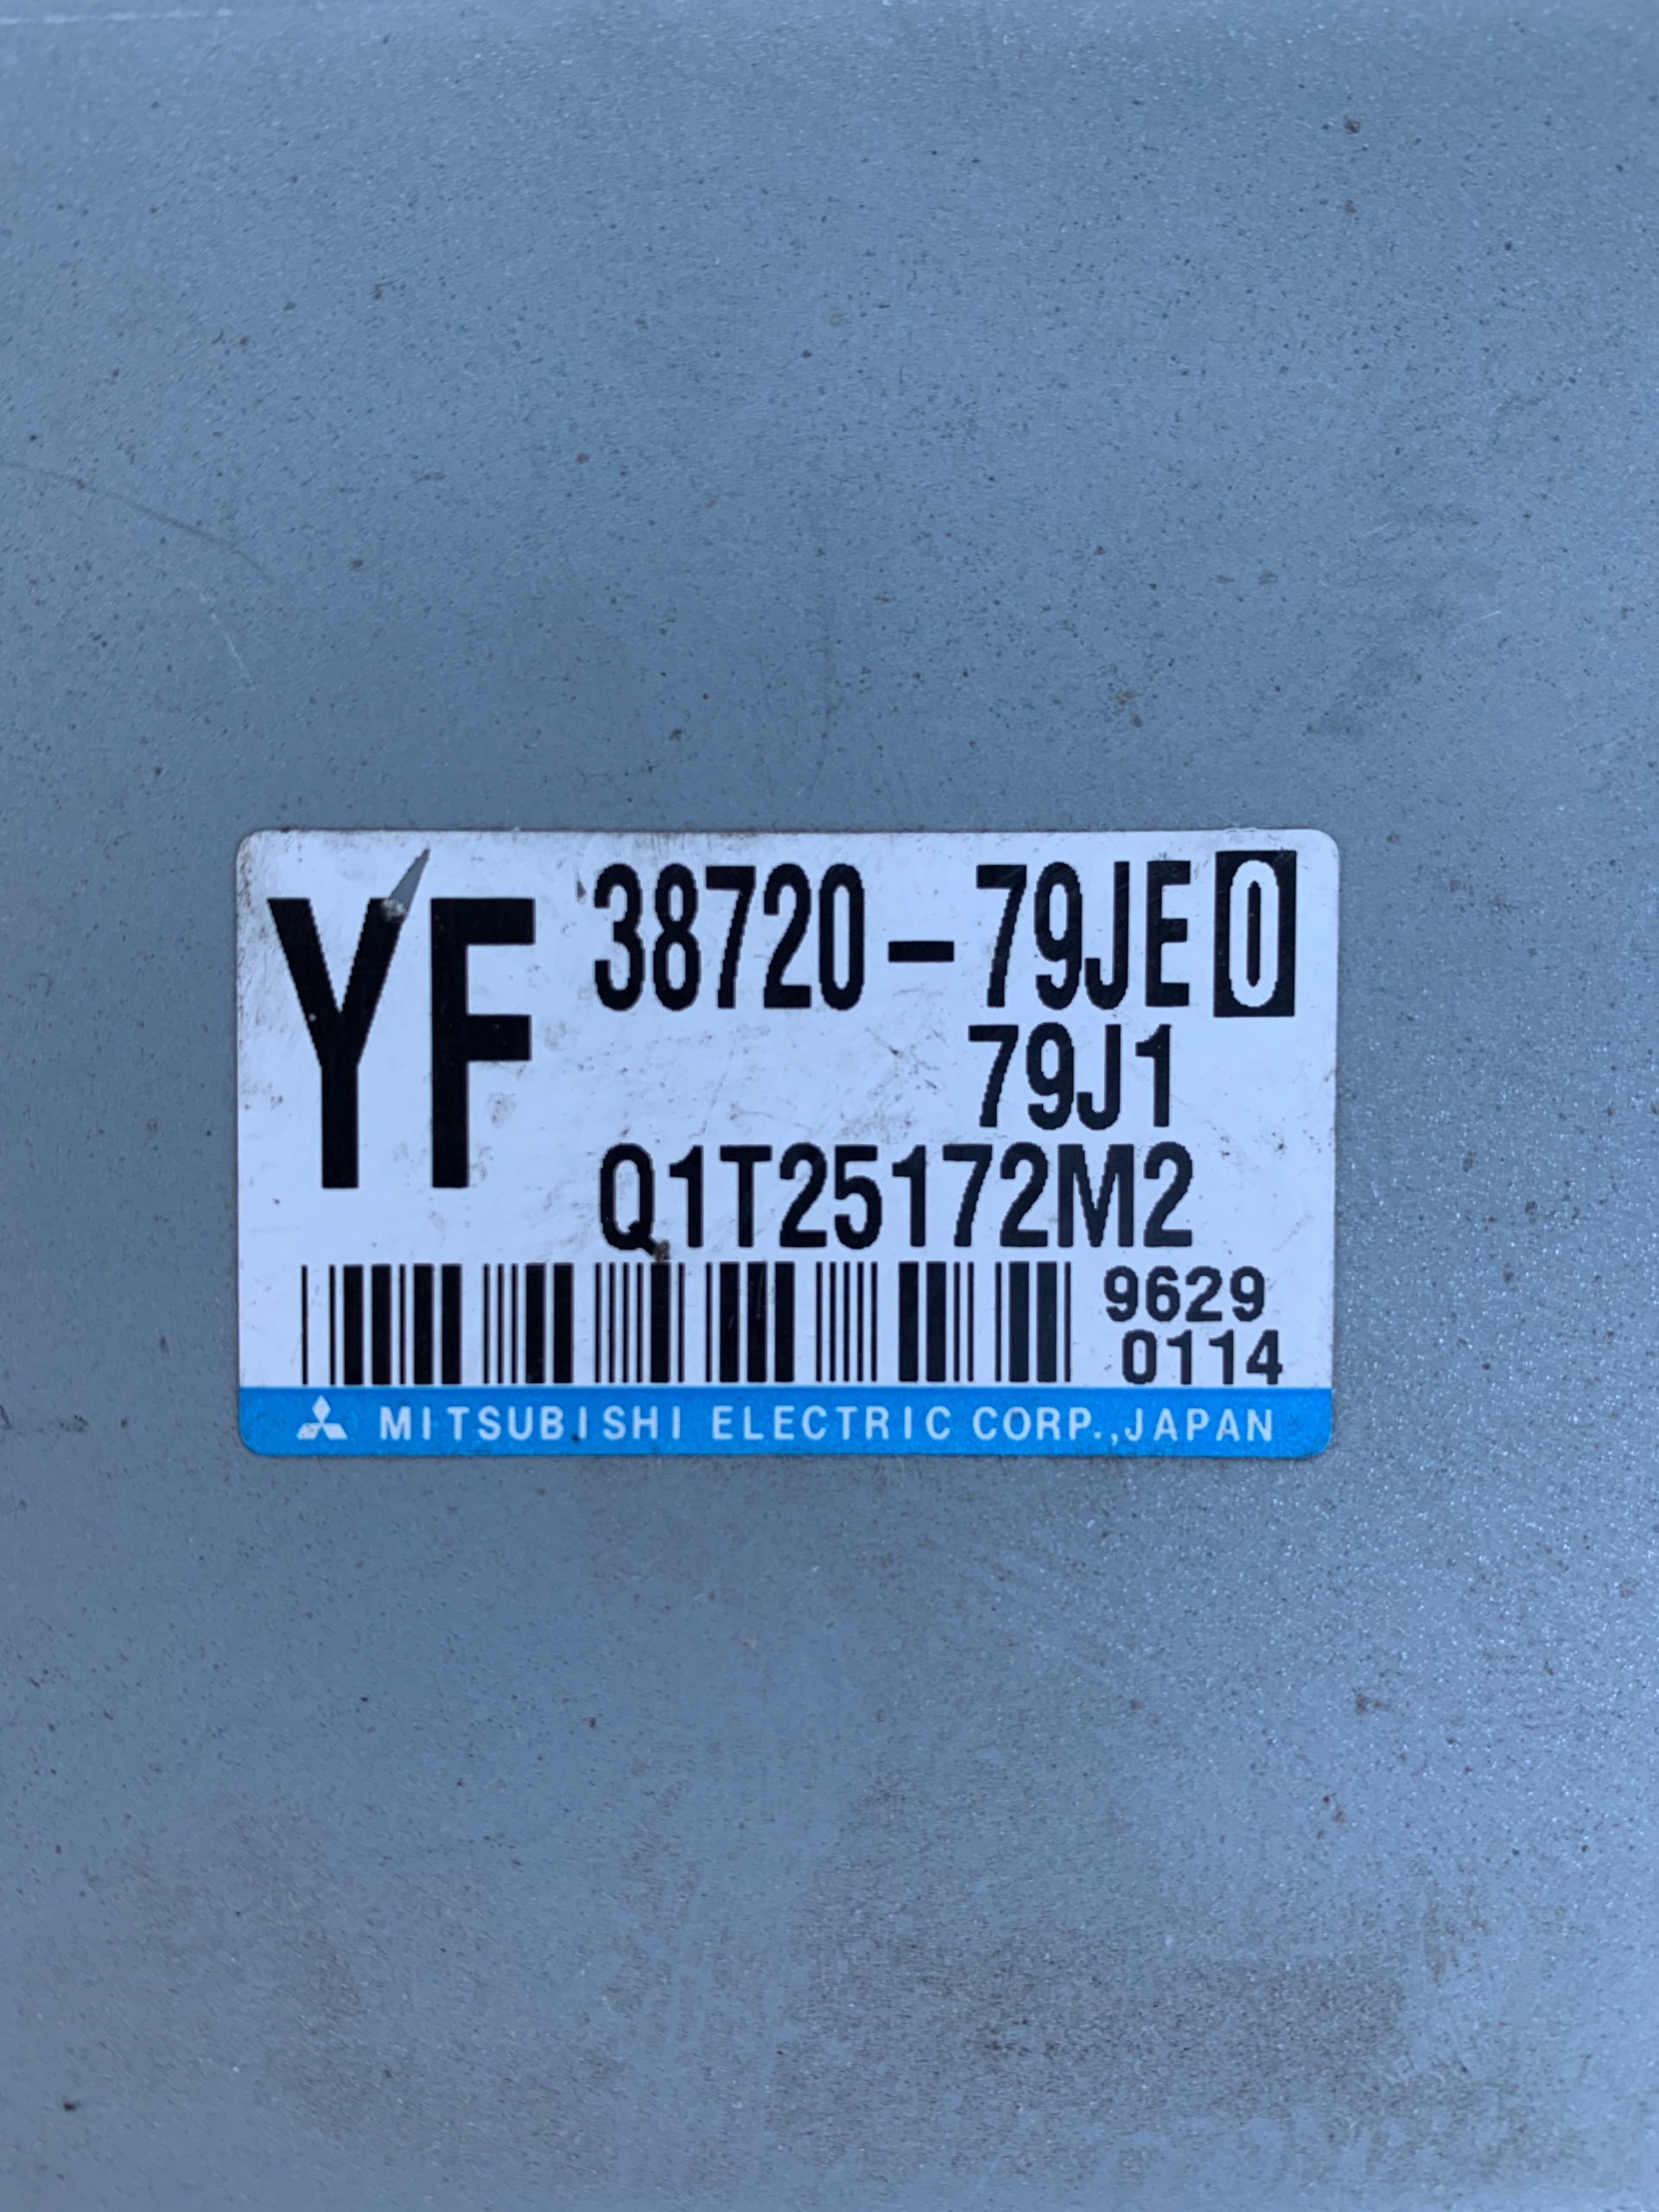 YF 38720-79JE0
79J1
Q1T25172M2
9629
0114
MITSUBISHI ELECTRIC CORP.,JAPAN